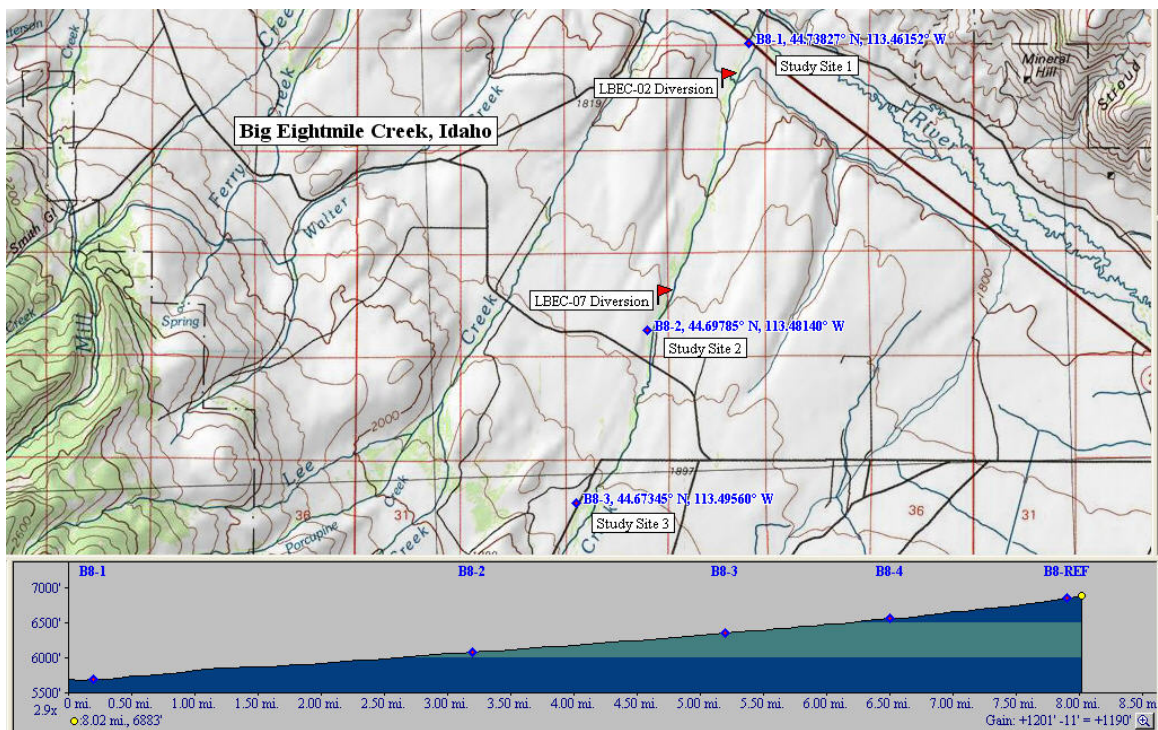 Creek
Creek
B8-1, 44.73827° N, 113.46152° W
Study Site 1
Mineral
Hill
Stroud
LBEC-02 Diversion
1819
Creek
River
Big Eightmile Creek, Idaho
Ferry
Creek
Walter
Smith Gl
1800
LBEC-07 Diversion
Spring
Creek
Mill
B8-2, 44.69785° N, 113.48140° W
Study Site 2
2000
Lee
Creek
1897
B8-3, 44.67345° N, 113.49560° W
36
31
Study Site 3
36
31
2600
Porcupine
Creek
Creek
B8-1 B8-2 B8-3 B8-4 B8-REF
7000'
6500'
6000'
5500'
2.9x
0 mi. 0.50 mi. 1.00 mi. 1.50 mi. 2.00 mi. 2.50 mi. 3.00 mi. 3.50 mi. 4.00 mi. 4.50 mi. 5.00 mi. 5.50 mi. 6.00 mi. 6.50 mi. 7.00 mi. 7.50 mi. 8.00 mi. 8.50 m
:8.02 mi., 6883'
Gain: +1201' -11' = +1190'